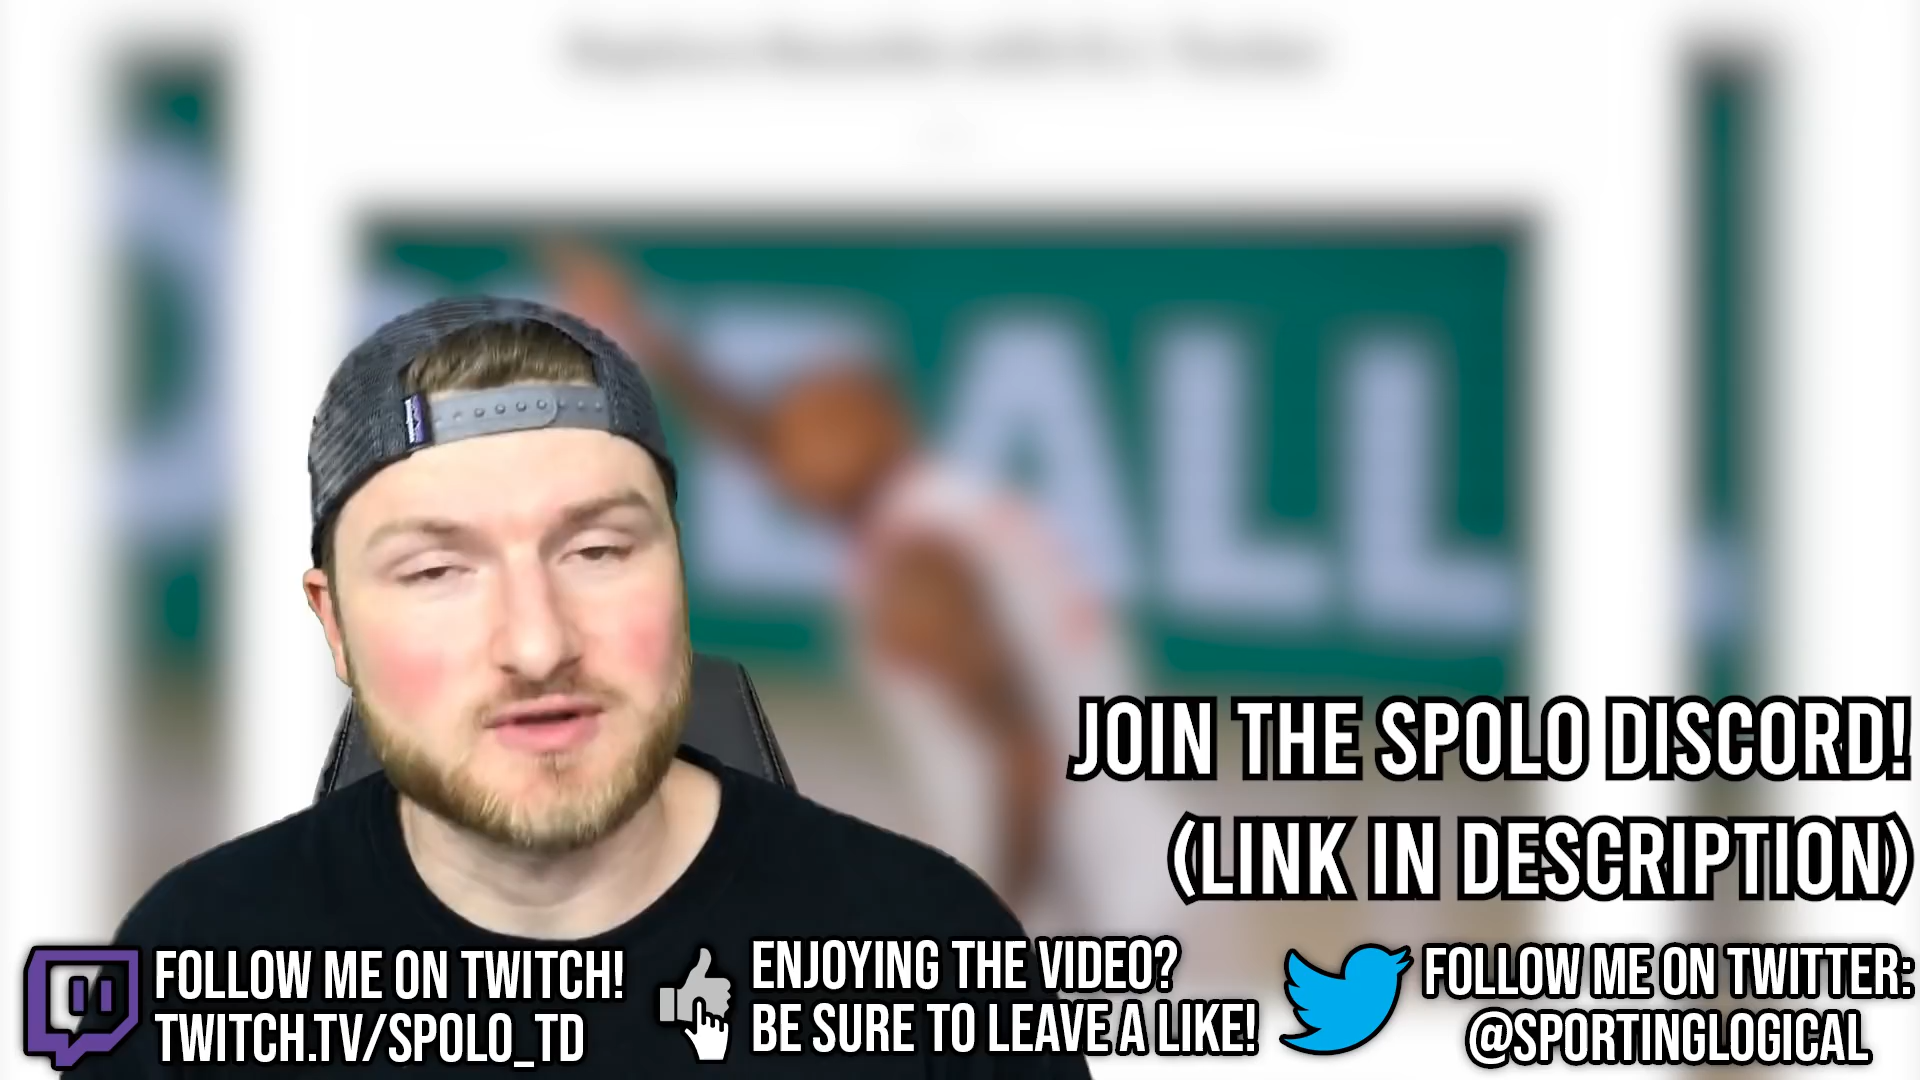 ALL
JOIN THE SPOLO DISCORD!
(LINK IN DESCRIPTION)
FOLLOW ME ON TWITCH!
TWITCH.TV/SPOLO_TD
ENJOYING THE VIDEO?
BE SURE TO LEAVE A LIKE!
FOLLOW ME ON TWITTER:
@SPORTINGLOGICAL